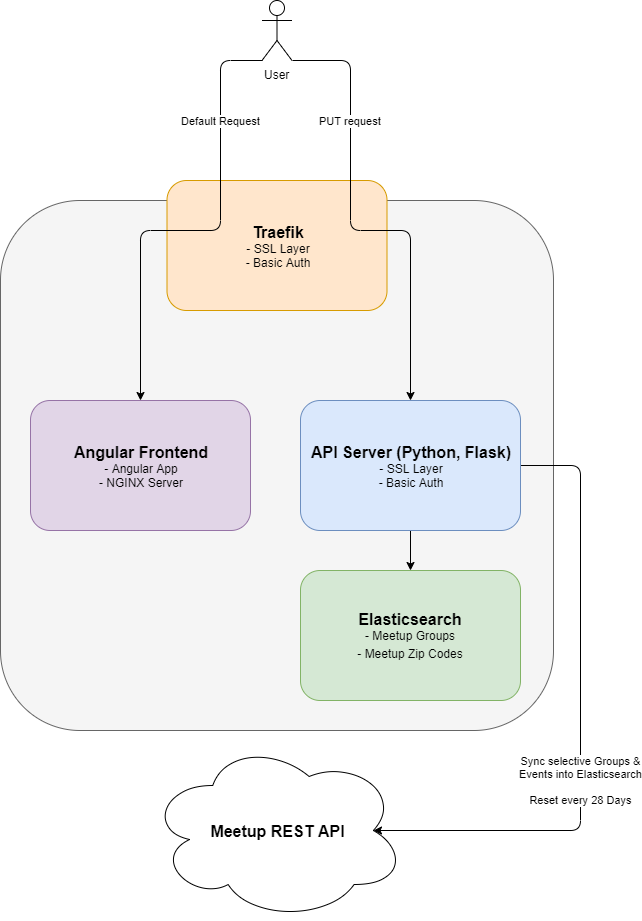 User
Default Request
PUT request
Traefik
- SSL Layer
- Basic Auth
Angular Frontend
- Angular App
- NGINX Server
API Server (Python, Flask)
- SSL Layer
- Basic Auth
Elasticsearch
- Meetup Groups
- Meetup Zip Codes
Sync selective Groups &
Events into Elasticsearch
Reset every 28 Days
Meetup REST API